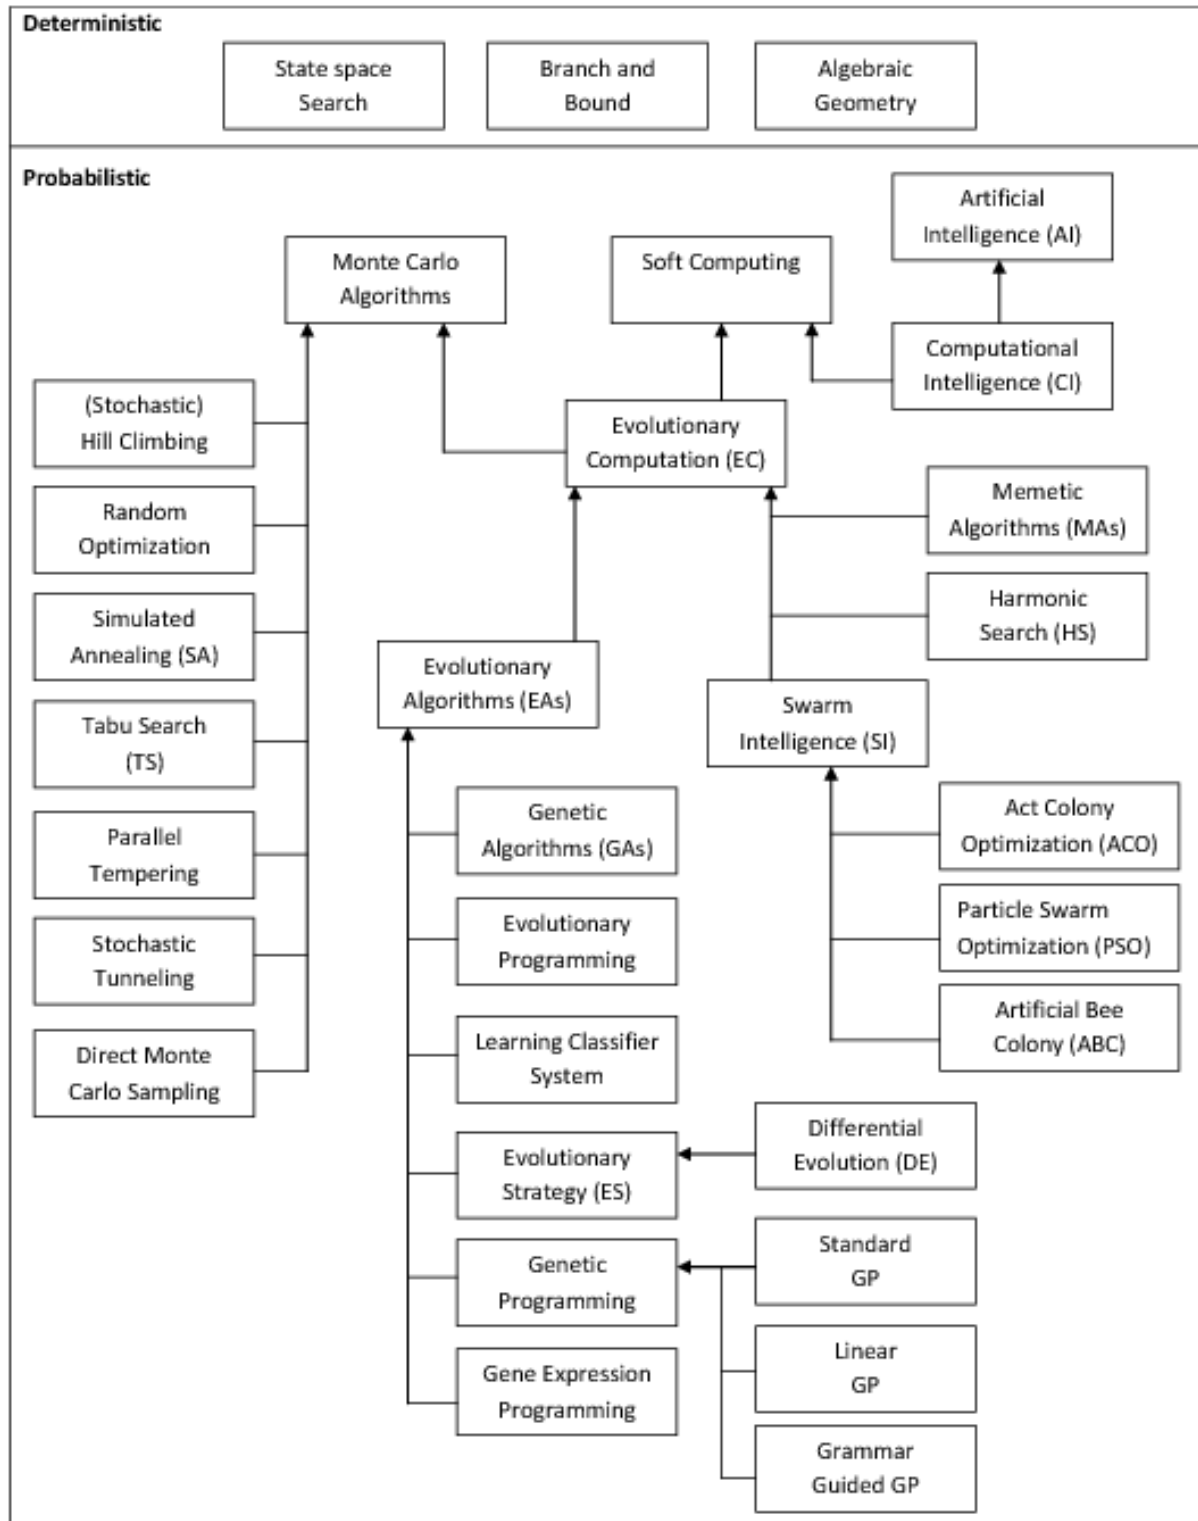 Deterministic
State space
Search
Branch and
Bound
Algebraic
Geometry
Probabilistic
Artificial
Intelligence (AI)
Monte Carlo
Algorithms
Soft Computing
Computational
Intelligence (CI)
(Stochastic)
Hill Climbing
Evolutionary
Computation (EC)
Random
Optimization
Memetic
Algorithms (MAs)
Simulated
Annealing (SA)
Harmonic
Search (HS)
Evolutionary
Algorithms (EAs)
Swarm
Intelligence (SI)
Tabu Search
(TS)
Parallel
Tempering
Genetic
Algorithms (GAs)
Act Colony
Optimization (ACO)
Stochastic
Tunneling
Evolutionary
Programming
Particle Swarm
Optimization (PSO)
Direct Monte
Carlo Sampling
Learning Classifier
System
Artificial Bee
Colony (ABC)
Evolutionary
Strategy (ES)
Differential
Evolution (DE)
Genetic
Programming
Standard
GP
Gene Expression
Programming
Linear
GP
Grammar
Guided GP